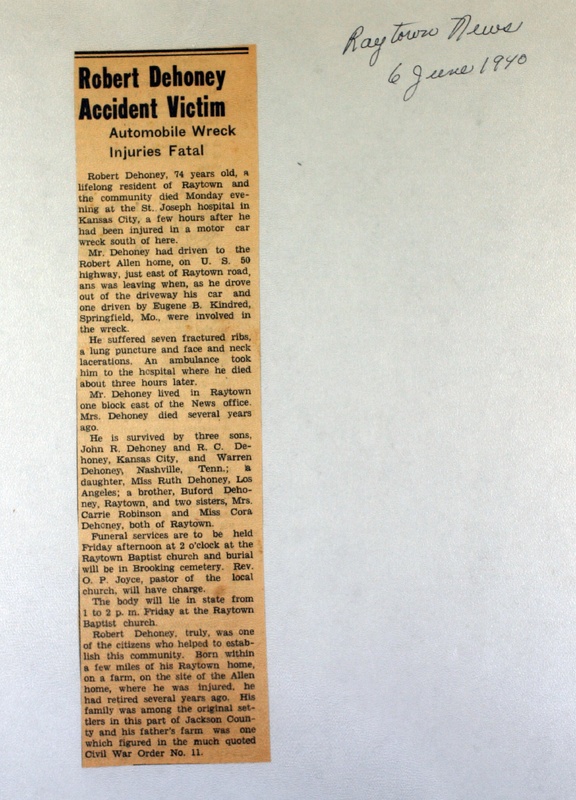 Raytown News
6 June 1940
Robert Dehoney
Accident Victim
Automobile Wreck
Injuries Fatal
Robert Dehoney, 74 years old, a
lifelong resident of Raytown and
the community died Monday eve-
ning at the St. Joseph hospital in
Kansas City, a few hours after he
had been injured in a motor car
wreck south of here.
Mr. Dehoney had driven to the
Robert Allen home, on U. S. 50
highway, just east of Raytown road,
ans was leaving when, as he drove
out of the driveway his car and
one driven by Eugene B. Kindred,
Springfield, Mo., were involved in
the wreck.
He suffered seven fractured ribs,
a lung puncture and face and neck
lacerations. An ambulance took
him to the hospital where he died
about three hours later.
Mr. Dehoney lived in Raytown
one block east of the News office.
Mrs. Dehoney died several years
ago.
He is survived by three sons,
John R. Dehoney and R. C. De-
honey, Kansas City, and Warren
Dehoney, Nashville, Tenn.; a
daughter, Miss Ruth Dehoney, Los
Angeles; a brother, Buford Deho-
ney, Raytown, and two sisters, Mrs.
Carrie Robinson and Miss Cora
Dehoney, both of Raytown.
Funeral services are to be held
Friday afternoon at 2 o'clock at the
Raytown Baptist church and burial
will be in Brooking cemetery. Rev.
O. P. Joyce, pastor of the local
church, will have charge.
The body will lie in state from
1 to 2 p. m. Friday at the Raytown
Baptist church.
Robert Dehoney, truly, was one
of the citizens who helped to estab-
lish this community. Born within
a few miles of his Raytown home,
on a farm, on the site of the Allen
home, where he was injured, he
had retired several years ago. His
family was among the original set-
tlers in this part of Jackson Coun-
ty and his father's farm was one
which figured in the much quoted
Civil War Order No. 11.